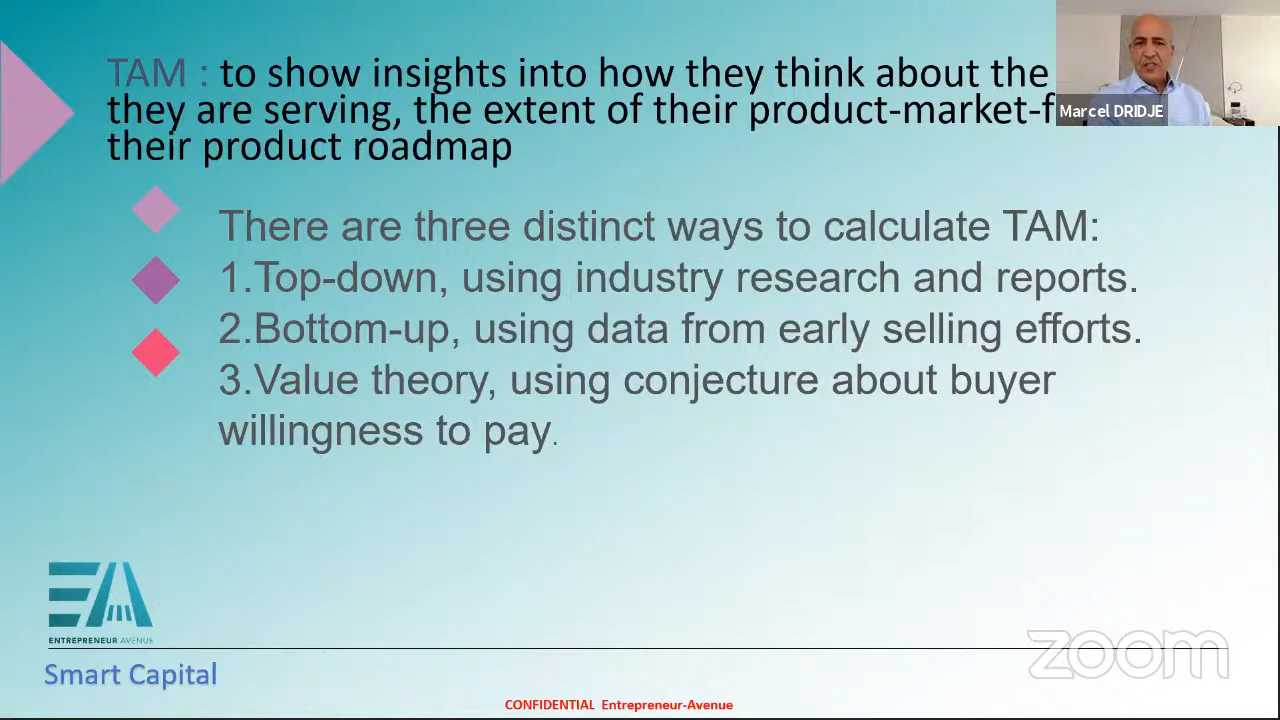 TAM : to show insights into how they think about the
they are serving, the extent of their product-market-f
their product roadmap
Marcel DRIDJE
There are three distinct ways to calculate TAM:
1.Top-down, using industry research and reports.
2.Bottom-up, using data from early selling efforts.
3.Value theory, using conjecture about buyer
willingness to pay.
EA
ENTREPRENEUR AVENUE
zoom
Smart Capital
CONFIDENTIAL Entrepreneur-Avenue